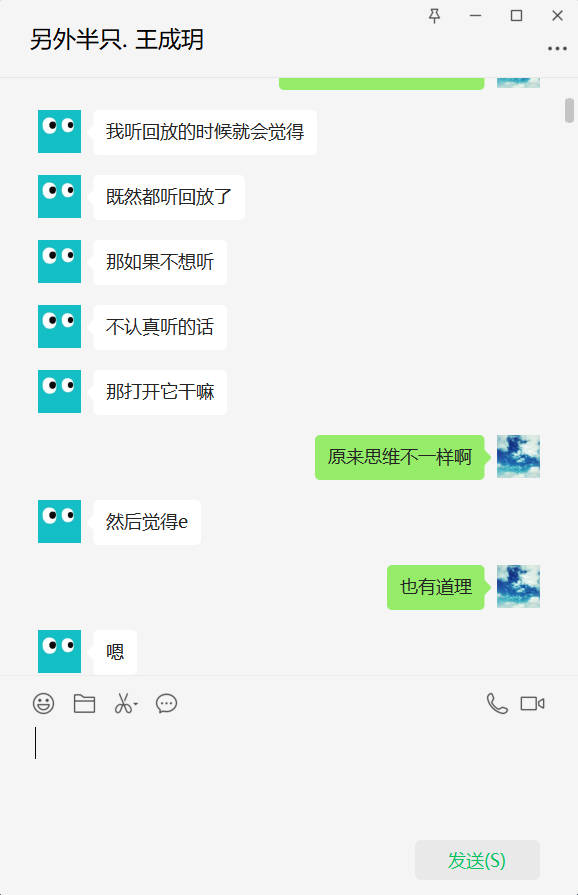 另外半只. 王成玥
我听回放的时候就会觉得
既然都听回放了
那如果不想听
不认真听的话
那打开它干嘛
原来思维不一样啊
然后觉得e
也有道理
嗯
发送(S)